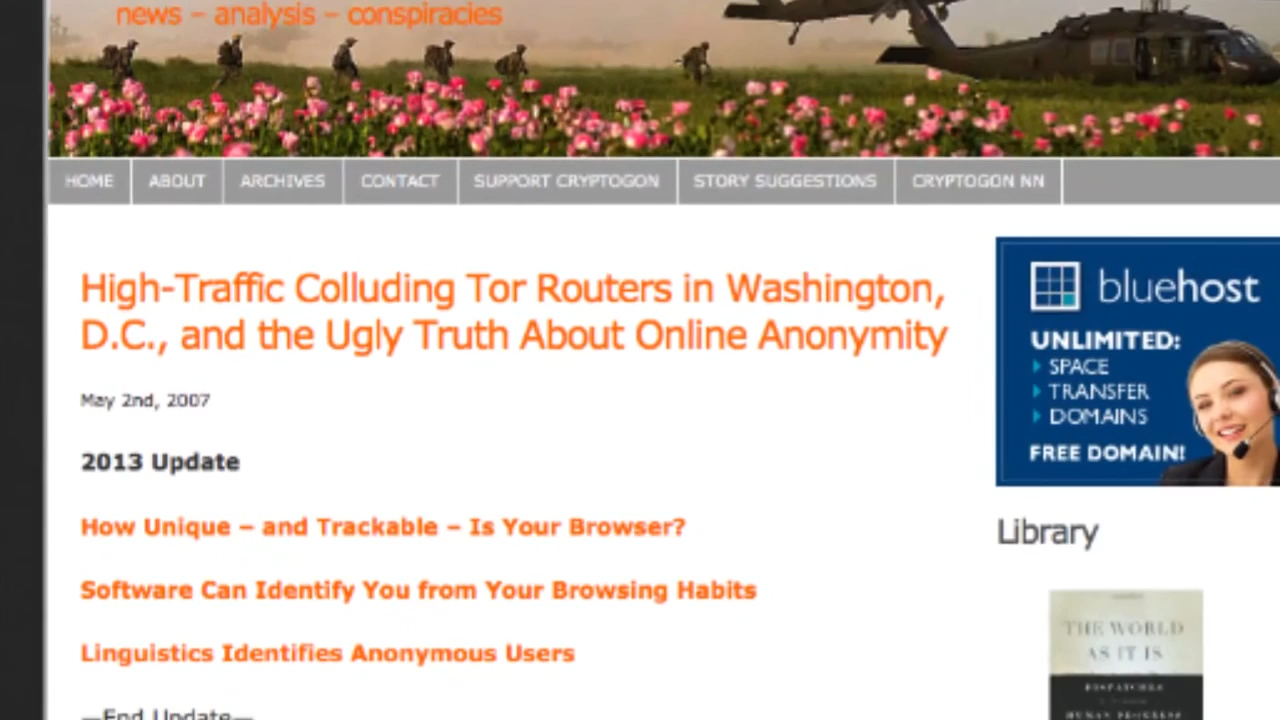 news – analysis – conspiracies
HOME
ABOUT
ARCHIVES
CONTACT
SUPPORT CRYPTOGON
STORY SUGGESTIONS
CRYPTOGON NN
High-Traffic Colluding Tor Routers in Washington,
D.C., and the Ugly Truth About Online Anonymity
May 2nd, 2007
2013 Update
How Unique – and Trackable – Is Your Browser?
Software Can Identify You from Your Browsing Habits
Linguistics Identifies Anonymous Users
—End Update—
bluehost
UNLIMITED:
SPACE
TRANSFER
DOMAINS
FREE DOMAIN!
Library
THE WORLD
AS IT IS
DISPATCHES
HUMAN PROGRESS